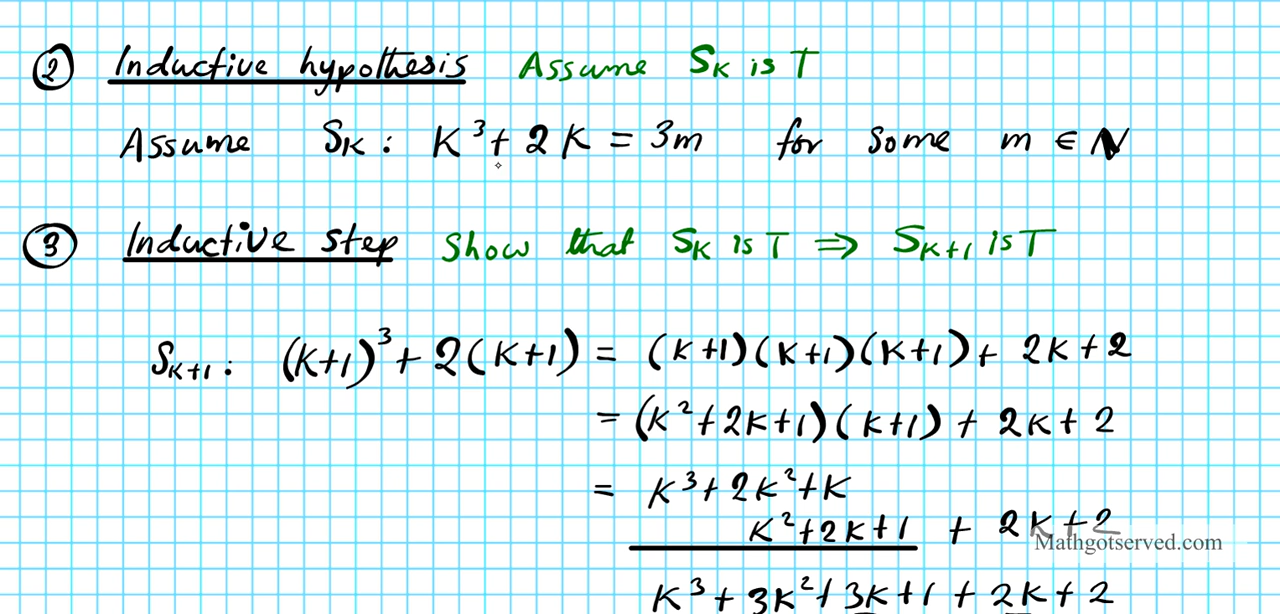 ② Inductive hypothesis Assume Sₖ is T
Assume Sₖ: K³ + 2K = 3m for some m ∈ N
③ Inductive step Show that Sₖ is T ⇒ Sₖ₊₁ is T
Sₖ₊₁: (K+1)³ + 2(K+1) = (K+1)(K+1)(K+1) + 2K + 2
= (K² + 2K + 1)(K+1) + 2K + 2
= K³ + 2K² + K
K² + 2K + 1 + 2K + 2
Mathgotserved.com
K³ + 3K² + 3K + 1 + 2K + 2